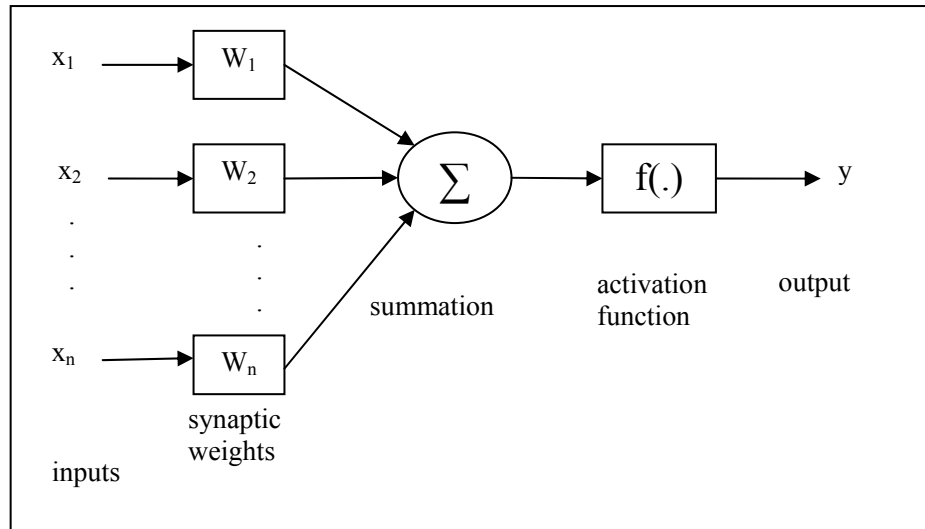 x₁
W₁
x₂
W₂
∑
f(.)
y
.
.
.
.
.
.
summation
activation
function
output
xₙ
Wₙ
synaptic
weights
inputs